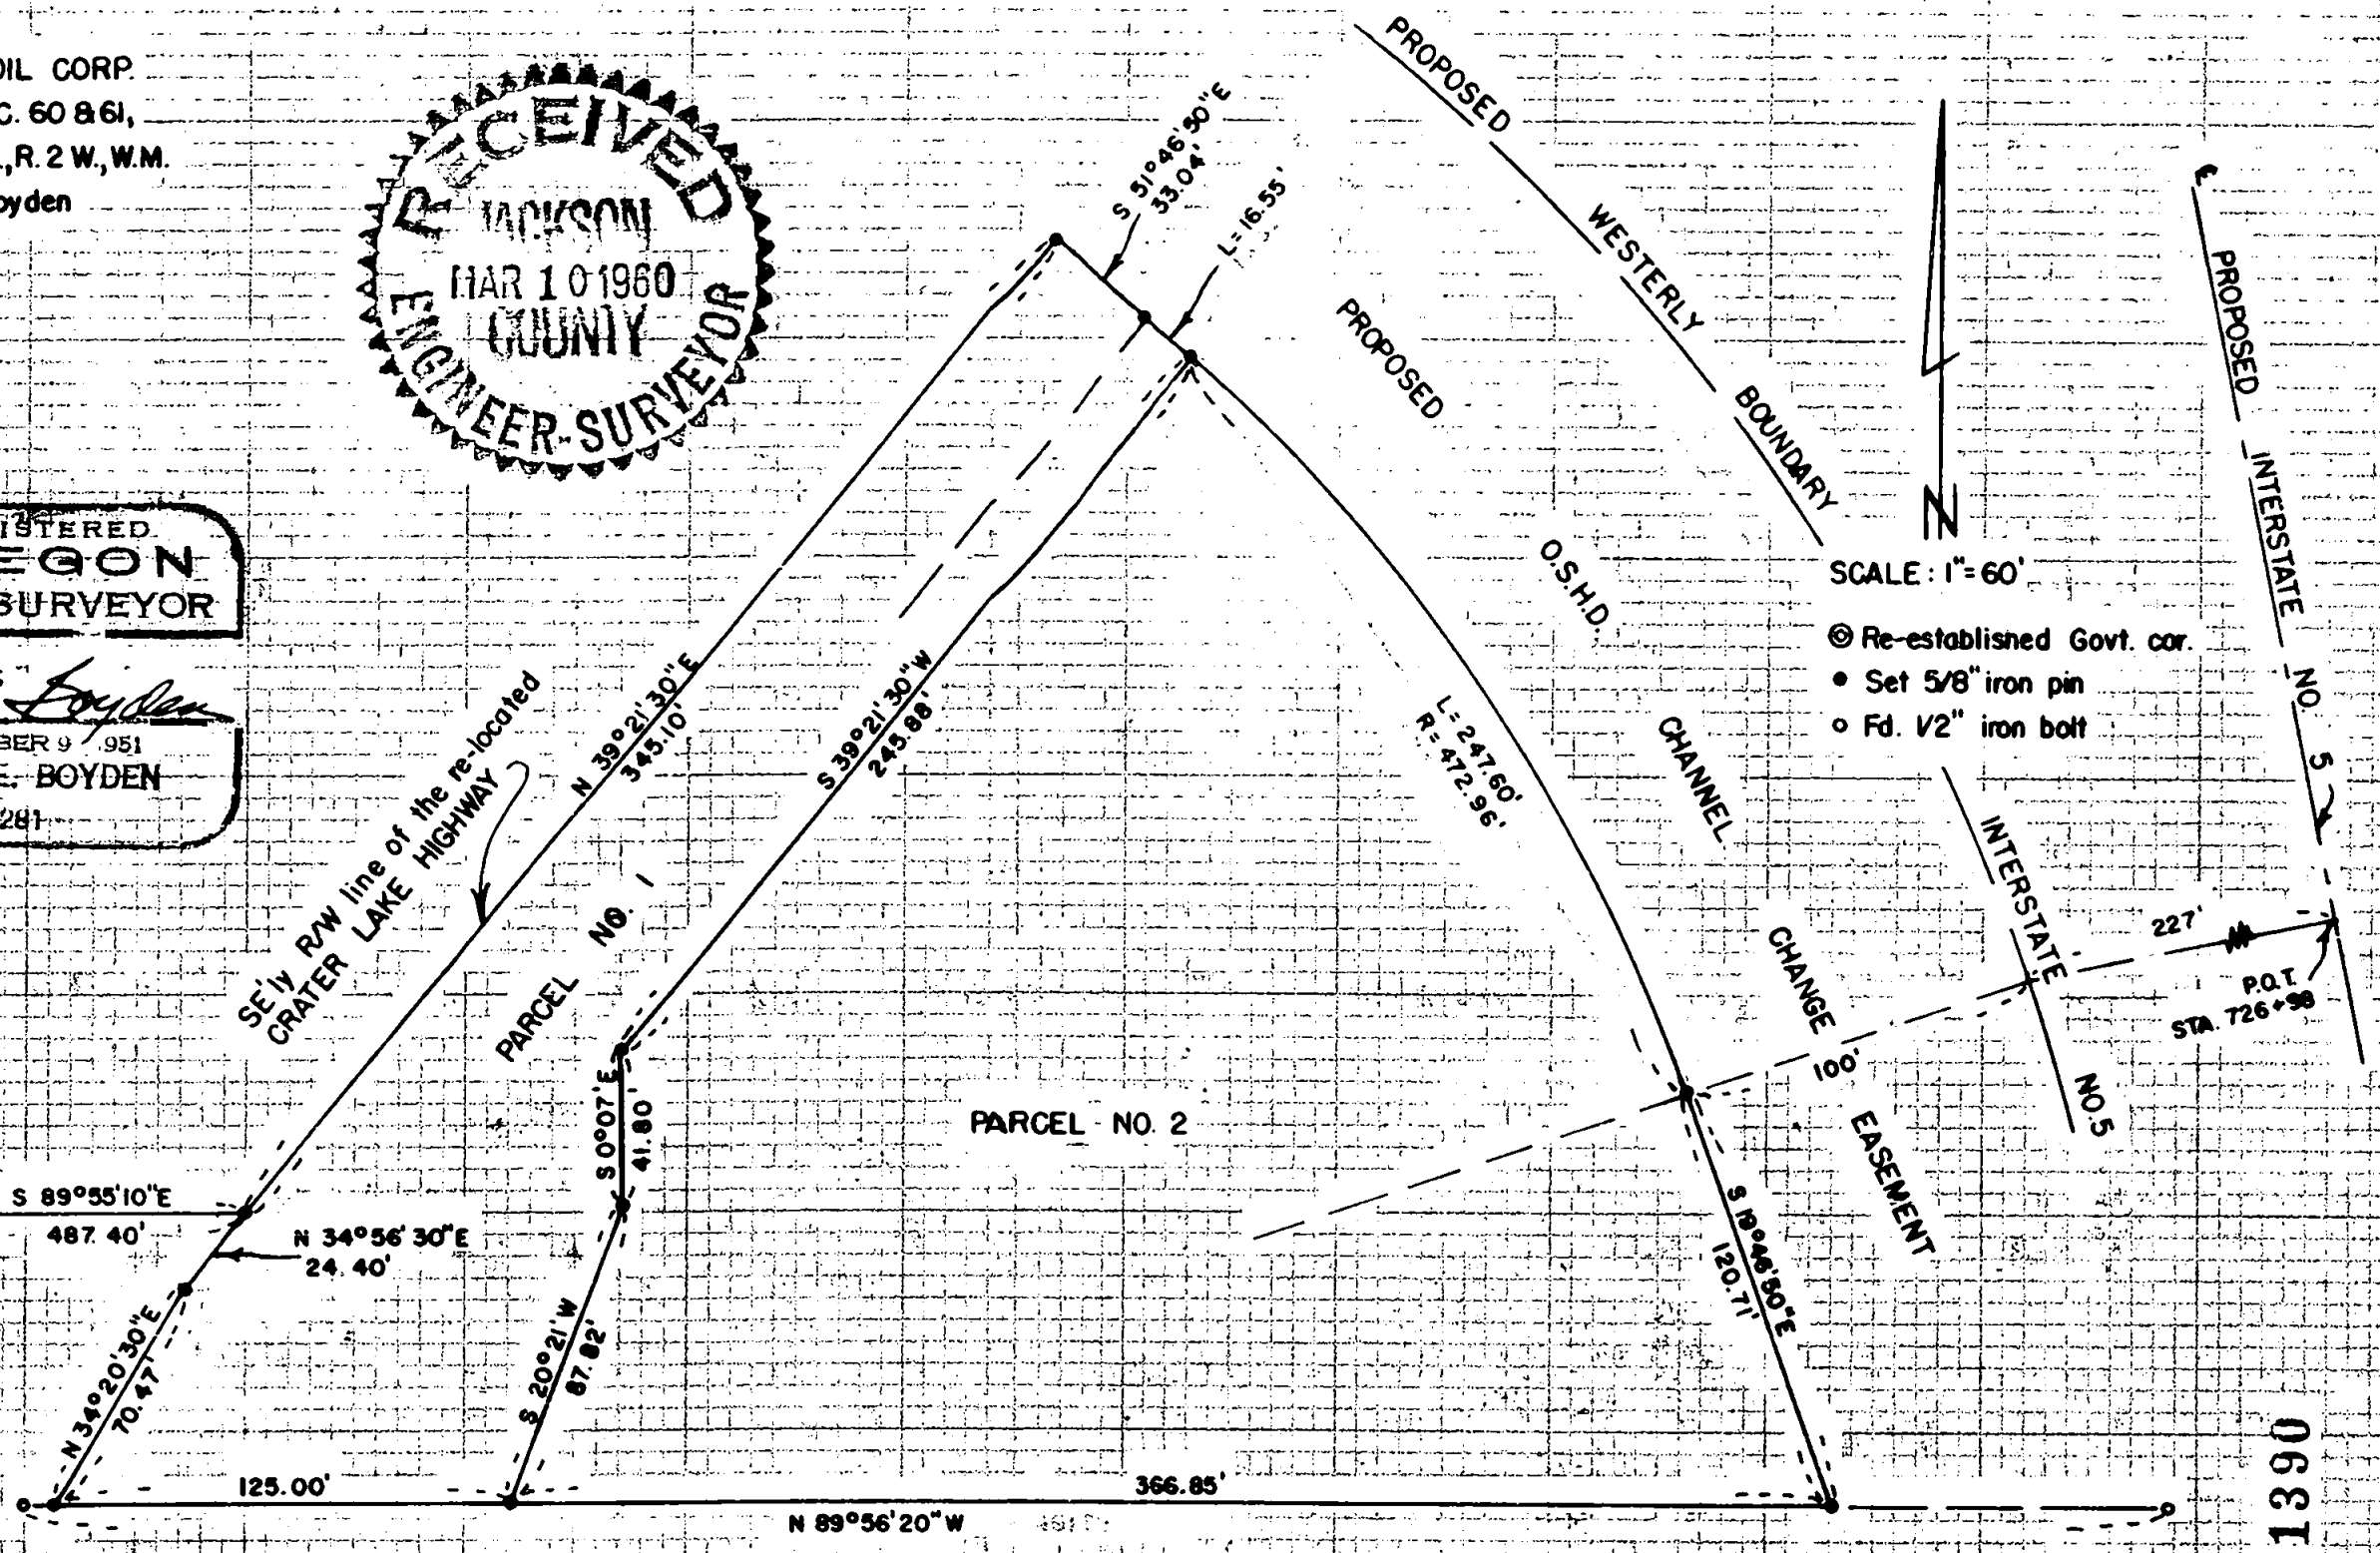 OIL CORP.
C. 60 & 61,
., R. 2 W., W.M.
oyden
RECEIVED
JACKSON
MAR 10 1960
COUNTY
ENGINEER-SURVEYOR
ISTERED
EGON
SURVEYOR
Boyden
BER 9 1951
E. BOYDEN
281
S 51°46'50"E
33.04'
L=16.55'
PROPOSED WESTERLY BOUNDARY INTERSTATE NO. 5
PROPOSED O.S.H.D. CHANNEL CHANGE EASEMENT
℄ PROPOSED INTERSTATE NO. 5
N
SCALE: 1"=60'
Re-established Govt. cor.
Set 5/8" iron pin
Fd. 1/2" iron bolt
SE'ly R/W line of the re-located
CRATER LAKE HIGHWAY
N 39°21'30"E
345.10'
S 39°21'30"W
245.88'
L=247.60'
R=472.96'
PARCEL NO. 1
227'
P.O.T.
STA. 726+98
100'
S 0°07'E
41.80'
PARCEL NO. 2
S 89°55'10"E
487.40'
N 34°56'30"E
24.40'
S 19°46'50"E
120.71'
N 34°20'30"E
70.47'
S 20°21'W
87.82'
125.00'
366.85'
N 89°56'20"W
1390